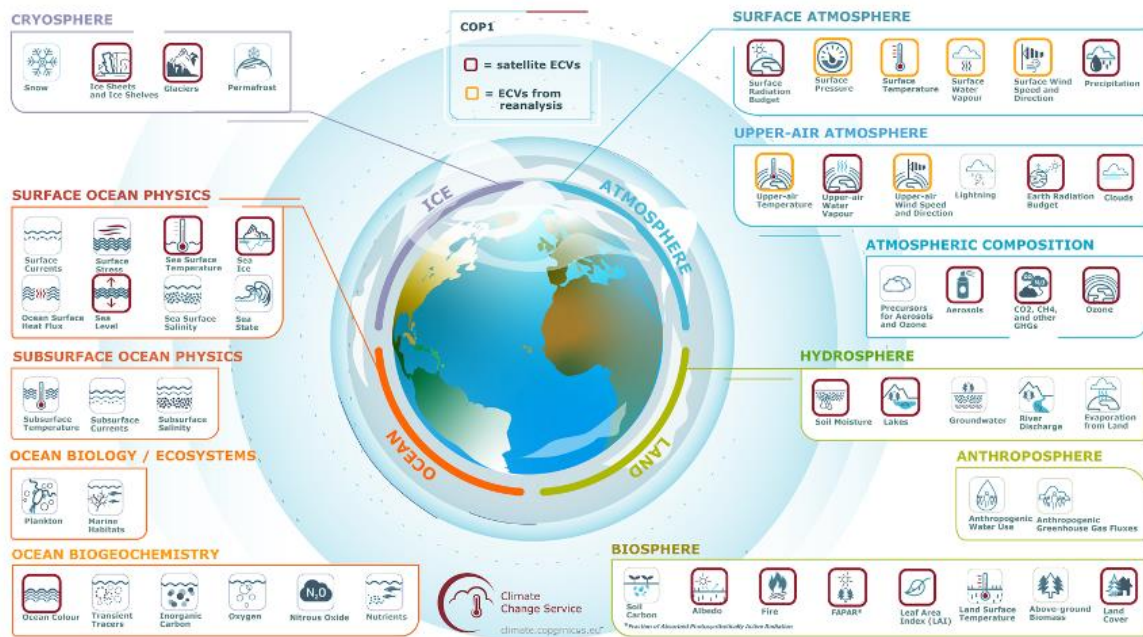 CRYOSPHERE
Snow
Ice Sheets
and Ice Shelves
Glaciers
Permafrost
COP1
= satellite ECVs
= ECVs from
reanalysis
SURFACE ATMOSPHERE
Surface
Radiation
Budget
Surface
Pressure
Surface
Temperature
Surface
Water
Vapour
Surface Wind
Speed and
Direction
Precipitation
UPPER-AIR ATMOSPHERE
Upper-air
Temperature
Upper-air
Water
Vapour
Upper-air
Wind Speed
and Direction
Lightning
Earth Radiation
Budget
Clouds
ATMOSPHERIC COMPOSITION
Precursors
for Aerosols
and Ozone
Aerosols
CO2, CH4,
and other
GHGs
Ozone
ICE
ATMOSPHERE
OCEAN
LAND
SURFACE OCEAN PHYSICS
Surface
Currents
Surface
Stress
Sea Surface
Temperature
Sea
Ice
Ocean Surface
Heat Flux
Sea
Level
Sea Surface
Salinity
Sea
State
SUBSURFACE OCEAN PHYSICS
Subsurface
Temperature
Subsurface
Currents
Subsurface
Salinity
OCEAN BIOLOGY / ECOSYSTEMS
Plankton
Marine
Habitats
OCEAN BIOGEOCHEMISTRY
Ocean Colour
Transient
Tracers
Inorganic
Carbon
Oxygen
N₂O
Nitrous Oxide
Nutrients
HYDROSPHERE
Soil Moisture
Lakes
Groundwater
River
Discharge
Evaporation
from Land
ANTHROPOSPHERE
Anthropogenic
Water Use
Anthropogenic
Greenhouse Gas Fluxes
BIOSPHERE
Soil
Carbon
Albedo
Fire
FAPAR*
Leaf Area
Index (LAI)
Land Surface
Temperature
Above-ground
Biomass
Land
Cover
*Fraction of Absorbed Photosynthetically Active Radiation
Climate
Change Service
climate.copernicus.eu